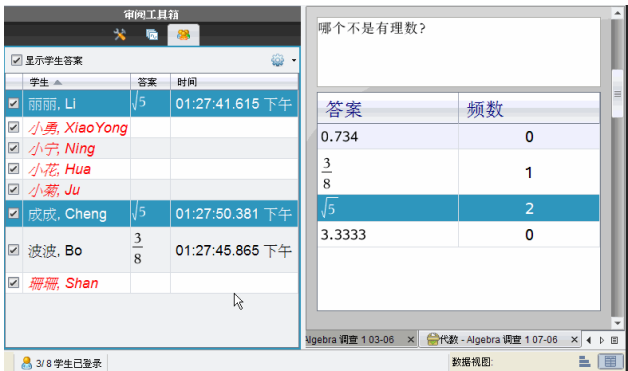 审阅工具箱
显示学生答案
学生 答案 时间
丽丽, Li √5 01:27:41.615 下午
小勇, XiaoYong
小宁, Ning
小花, Hua
小菊, Ju
成成, Cheng √5 01:27:50.381 下午
波波, Bo 3/8 01:27:45.865 下午
珊珊, Shan
3/8 学生已登录
哪个不是有理数?
答案 频数
0.734 0
3/8 1
√5 2
3.3333 0
Algebra 调查 1 03-06 代数 - Algebra 调查 1 07-06
数据视图: